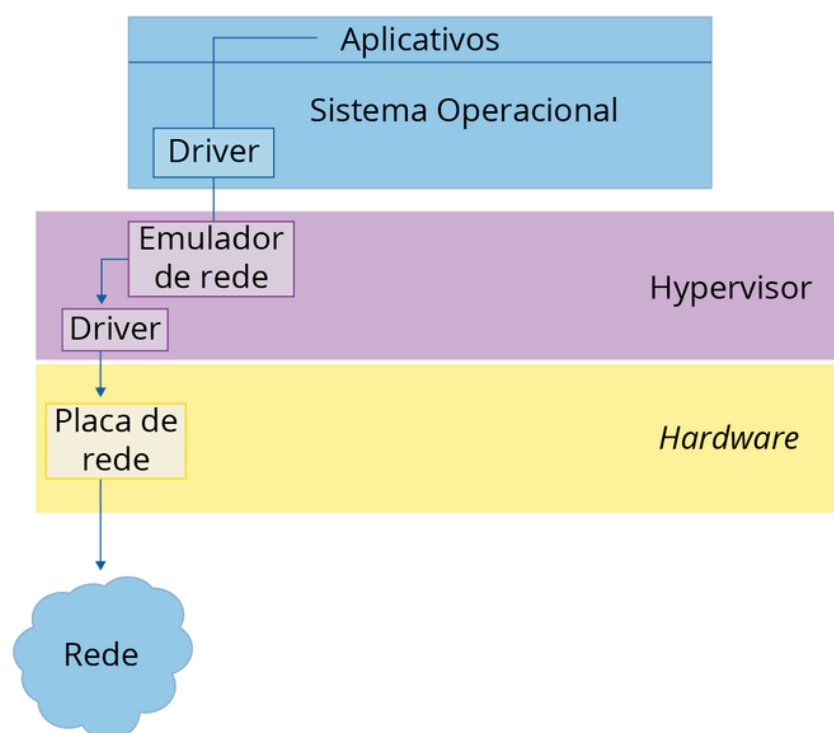 Aplicativos
Sistema Operacional
Driver
Emulador
de rede
Hypervisor
Driver
Placa de
rede
Hardware
Rede